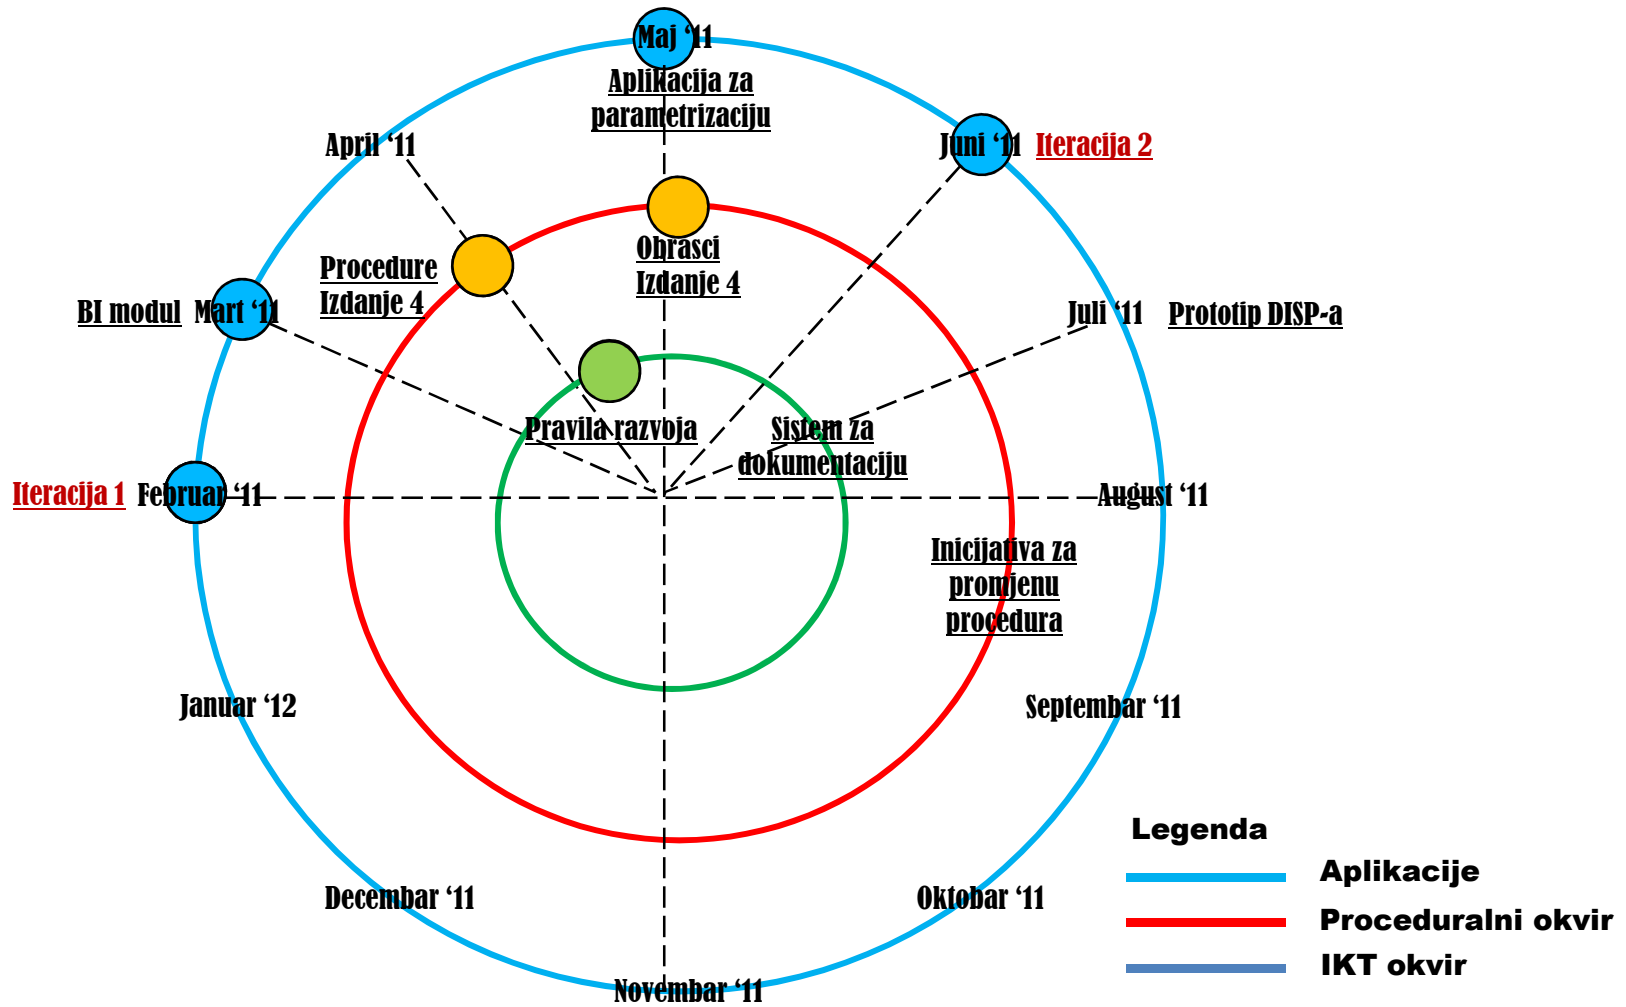 Maj ‘11
Aplikacija za
parametrizaciju
April ‘11
Juni ‘11 Iteracija 2
Procedure
Izdanje 4
Obrasci
Izdanje 4
BI modul Mart ‘11
Juli ‘11 Prototip DISP-a
Pravila razvoja
Sistem za
dokumentaciju
Iteracija 1 Februar ‘11
August ‘11
Inicijativa za
promjenu
procedura
Januar ‘12
Septembar ‘11
Decembar ‘11
Oktobar ‘11
Novembar ‘11
Legenda
Aplikacije
Proceduralni okvir
IKT okvir